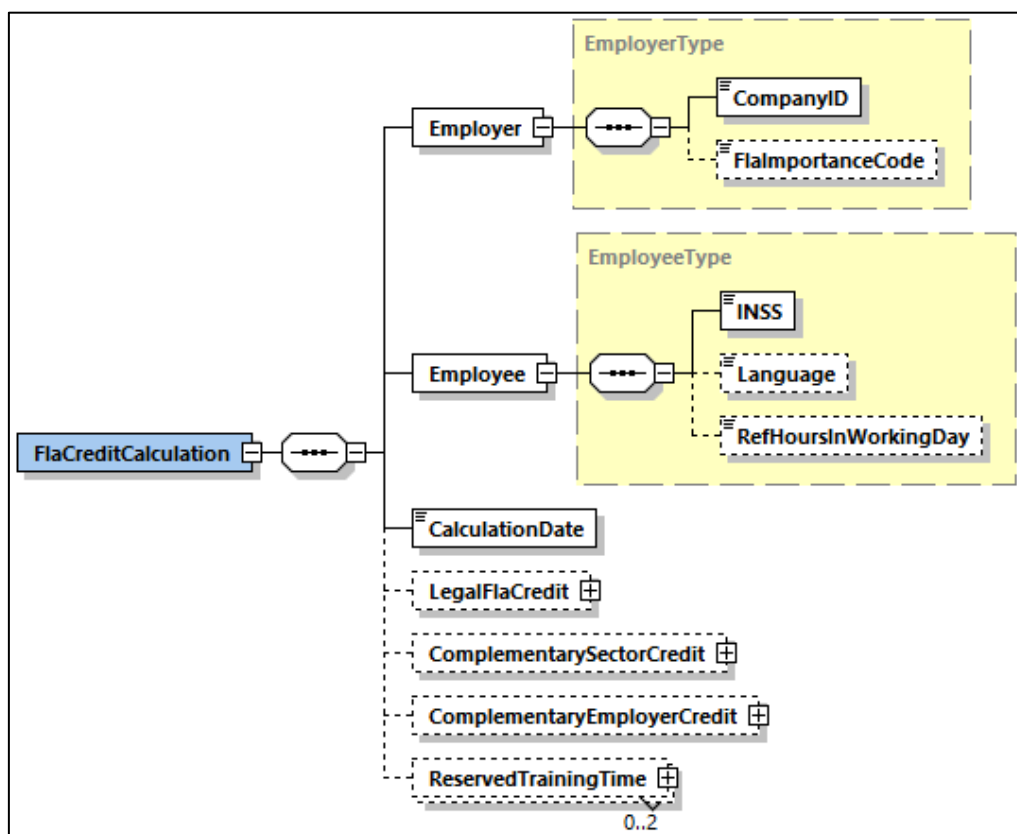 EmployerType
CompanyID
Employer
FlaImportanceCode
EmployeeType
INSS
Employee
Language
RefHoursInWorkingDay
FlaCreditCalculation
CalculationDate
LegalFlaCredit
ComplementarySectorCredit
ComplementaryEmployerCredit
ReservedTrainingTime
0..2